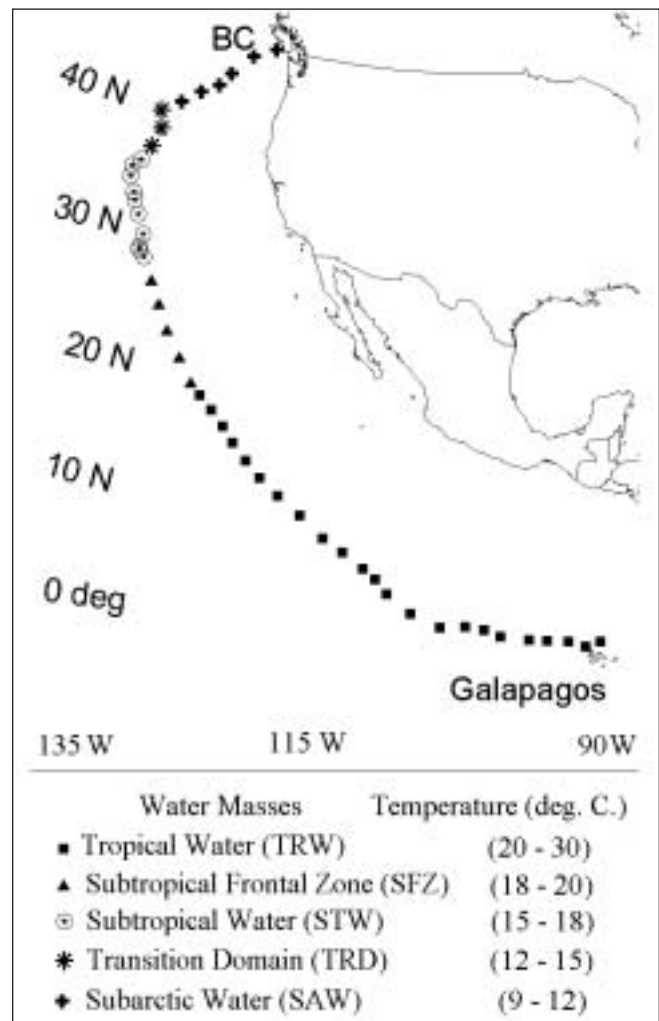 BC
40 N
30 N
20 N
10 N
0 deg
Galapagos
135 W 115 W 90W
Water Masses Temperature (deg. C.)
Tropical Water (TRW) (20 - 30)
Subtropical Frontal Zone (SFZ) (18 - 20)
Subtropical Water (STW) (15 - 18)
Transition Domain (TRD) (12 - 15)
Subarctic Water (SAW) (9 - 12)